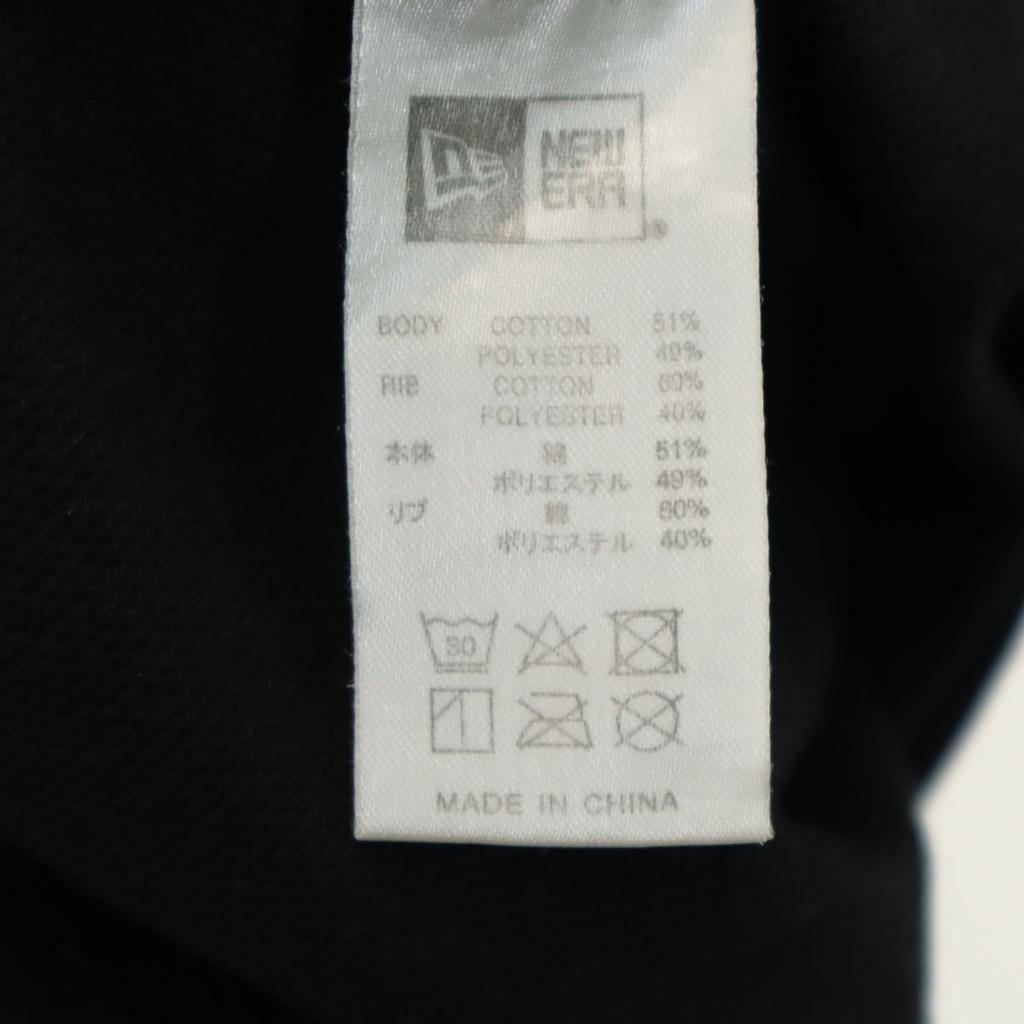 NE
NEW
ERA
®
BODY COTTON 51%
POLYESTER 49%
RIB COTTON 60%
POLYESTER 40%
本体 綿 51%
ポリエステル 49%
リブ 綿 60%
ポリエステル 40%
30
MADE IN CHINA